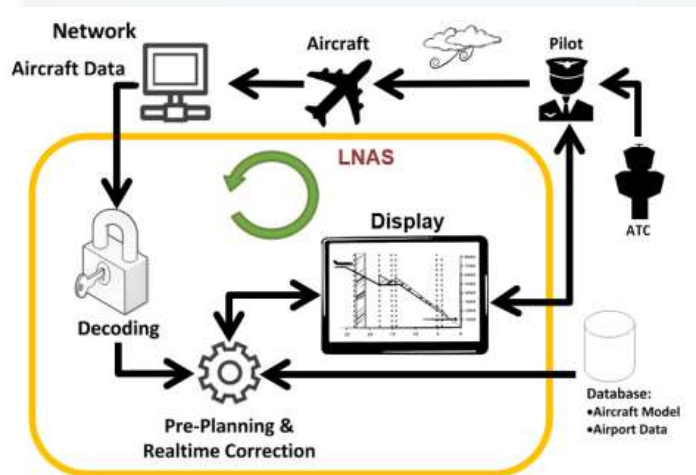 Network
Aircraft Data
Aircraft
Pilot
LNAS
ATC
Display
Decoding
Pre-Planning &
Realtime Correction
Database:
•Aircraft Model
•Airport Data